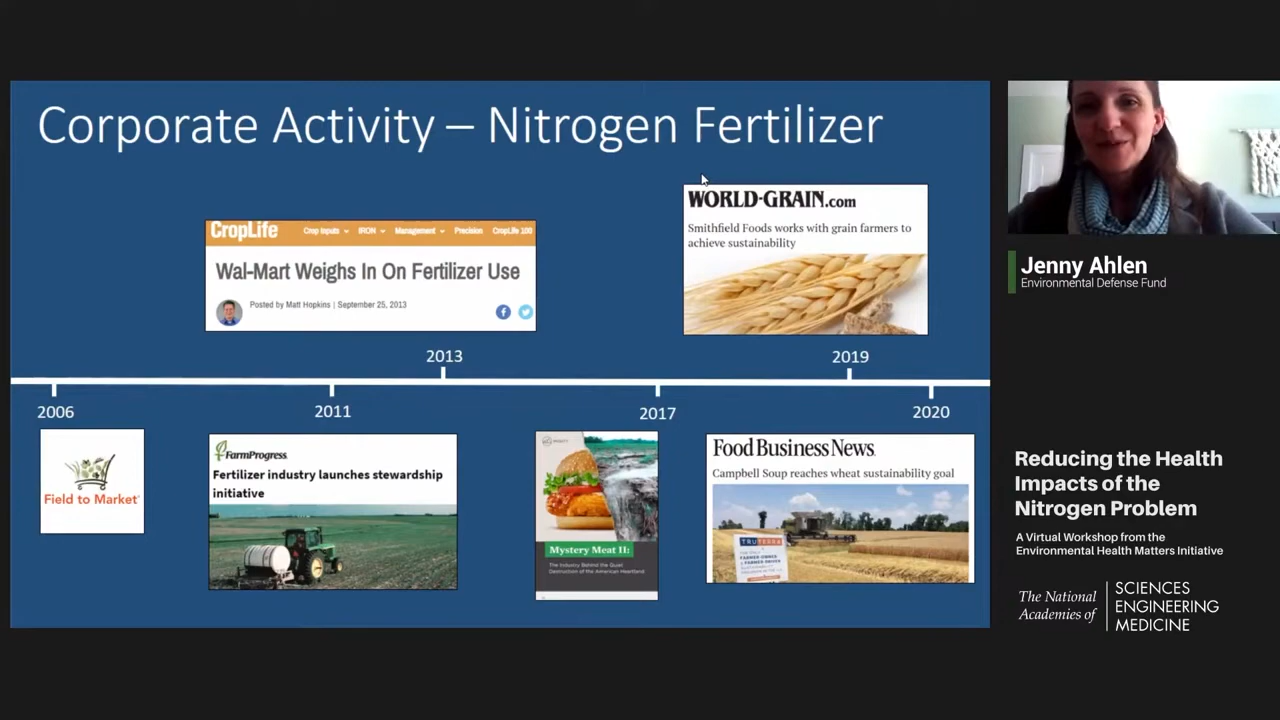 Corporate Activity – Nitrogen Fertilizer
CropLife
Crop Inputs IRON Management Precision CropLife 100
Wal-Mart Weighs In On Fertilizer Use
Posted by Matt Hopkins | September 25, 2013
WORLD-GRAIN.com
Smithfield Foods works with grain farmers to
achieve sustainability
2013
2019
2006
2011
2017
2020
Field to Market
FarmProgress
Fertilizer industry launches stewardship
initiative
Mystery Meat II:
The Industry Behind the Quiet
Destruction of the American Heartland
Food Business News
Campbell Soup reaches wheat sustainability goal
TRUTERRA
FARMER-OWNED
& FARMER-DRIVEN
Jenny Ahlen
Environmental Defense Fund
Reducing the Health
Impacts of the
Nitrogen Problem
A Virtual Workshop from the
Environmental Health Matters Initiative
The National
Academies of
SCIENCES
ENGINEERING
MEDICINE